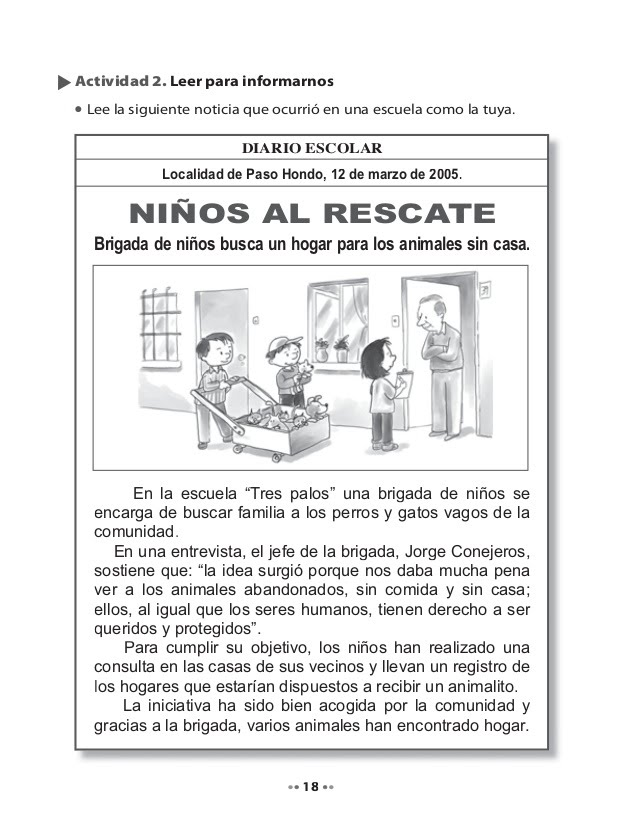 Actividad 2. Leer para informarnos
• Lee la siguiente noticia que ocurrió en una escuela como la tuya.
DIARIO ESCOLAR
Localidad de Paso Hondo, 12 de marzo de 2005.
NIÑOS AL RESCATE
Brigada de niños busca un hogar para los animales sin casa.
En la escuela “Tres palos” una brigada de niños se
encarga de buscar familia a los perros y gatos vagos de la
comunidad.
En una entrevista, el jefe de la brigada, Jorge Conejeros,
sostiene que: “la idea surgió porque nos daba mucha pena
ver a los animales abandonados, sin comida y sin casa;
ellos, al igual que los seres humanos, tienen derecho a ser
queridos y protegidos”.
Para cumplir su objetivo, los niños han realizado una
consulta en las casas de sus vecinos y llevan un registro de
los hogares que estarían dispuestos a recibir un animalito.
La iniciativa ha sido bien acogida por la comunidad y
gracias a la brigada, varios animales han encontrado hogar.
•• 18 ••